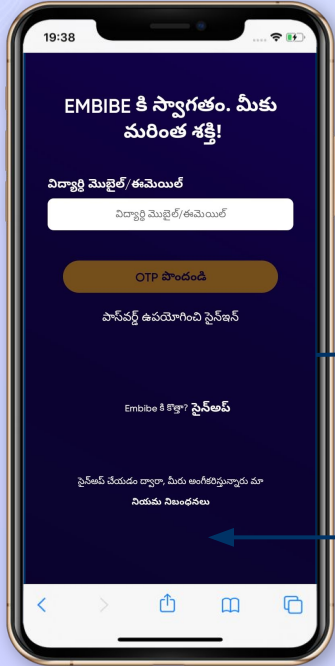 19:38
EMBIBE కి స్వాగతం. మీకు
మరింత శక్తి!
విద్యార్థి మొబైల్/ఈమెయిల్
విద్యార్థి మొబైల్/ఈమెయిల్
OTP పొందండి
పాస్‌వర్డ్ ఉపయోగించి సైన్ఇన్
Embibe కి కొత్తా? సైన్అప్
సైన్అప్ చేయడం ద్వారా, మీరు అంగీకరిస్తున్నారు మా
నియమ నిబంధనలు